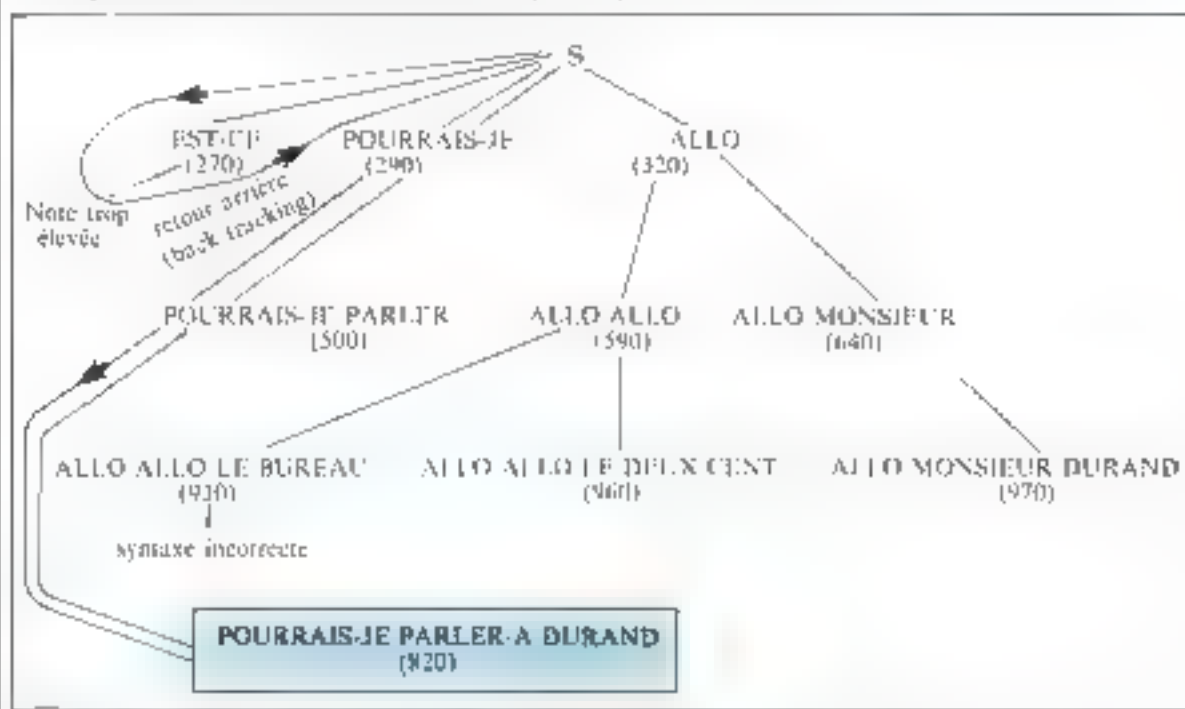 S
EST-CE POURRAIS-JE ALLO
(270) (290) (320)
Note trop
élevée
retour arrière
(back tracking)
POURRAIS-JE PARLER ALLO ALLO ALLO MONSIEUR
(500) (590) (640)
ALLO ALLO LE BUREAU ALLO ALLO LE DEUX CENT ALLO MONSIEUR DURAND
(960) (970)
syntaxe incorrecte
POURRAIS-JE PARLER-A DURAND
(820)